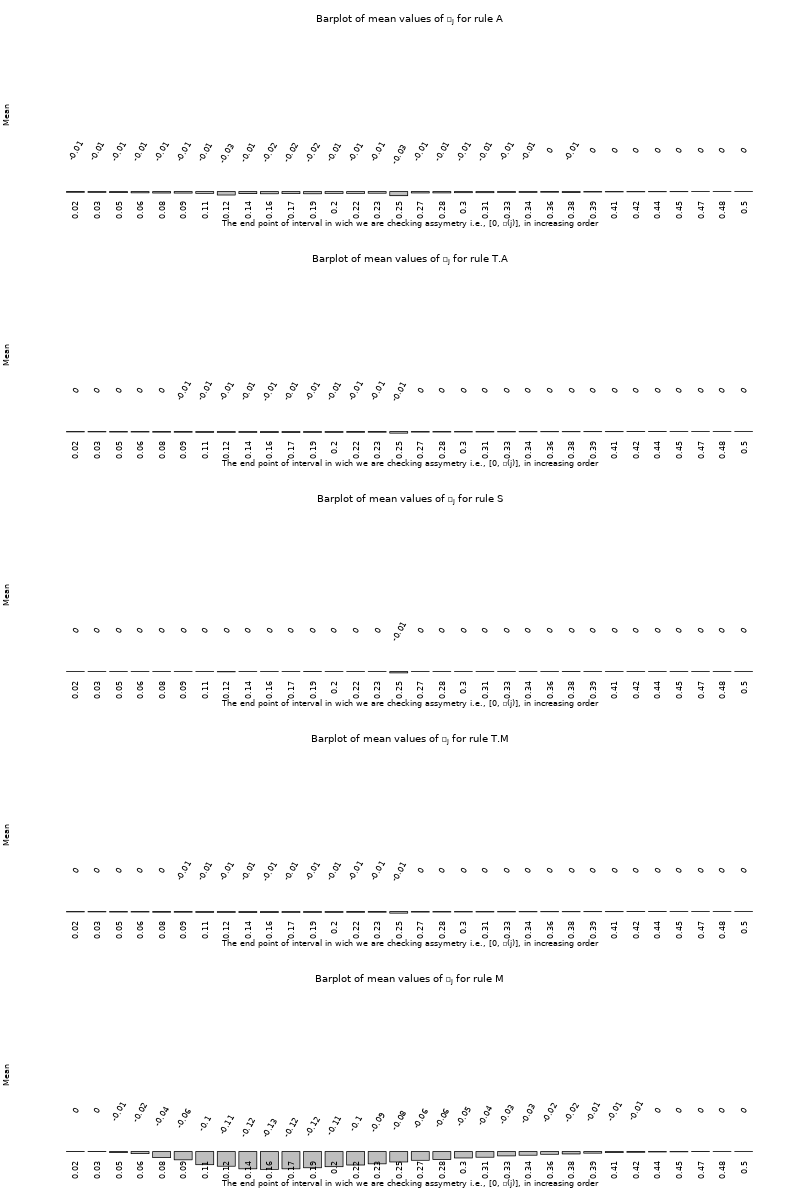 Barplot of mean values of □j for rule A
Mean
-0.01 -0.01 -0.01 -0.01 -0.01 -0.01 -0.01 -0.03 -0.01 -0.02 -0.02 -0.02 -0.01 -0.01 -0.01 -0.03 -0.01 -0.01 -0.01 -0.01 -0.01 -0.01 0 -0.01 0 0 0 0 0 0 0 0
0.02 0.03 0.05 0.06 0.08 0.09 0.11 0.12 0.14 0.16 0.17 0.19 0.2 0.22 0.23 0.25 0.27 0.28 0.3 0.31 0.33 0.34 0.36 0.38 0.39 0.41 0.42 0.44 0.45 0.47 0.48 0.5
The end point of interval in wich we are checking assymetry i.e., [0, □(j)], in increasing order
Barplot of mean values of □j for rule T.A
Mean
0 0 0 0 0 -0.01 -0.01 -0.01 -0.01 -0.01 -0.01 -0.01 -0.01 -0.01 -0.01 -0.01 0 0 0 0 0 0 0 0 0 0 0 0 0 0 0 0
0.02 0.03 0.05 0.06 0.08 0.09 0.11 0.12 0.14 0.16 0.17 0.19 0.2 0.22 0.23 0.25 0.27 0.28 0.3 0.31 0.33 0.34 0.36 0.38 0.39 0.41 0.42 0.44 0.45 0.47 0.48 0.5
The end point of interval in wich we are checking assymetry i.e., [0, □(j)], in increasing order
Barplot of mean values of □j for rule S
Mean
0 0 0 0 0 0 0 0 0 0 0 0 0 0 0 -0.01 0 0 0 0 0 0 0 0 0 0 0 0 0 0 0 0
0.02 0.03 0.05 0.06 0.08 0.09 0.11 0.12 0.14 0.16 0.17 0.19 0.2 0.22 0.23 0.25 0.27 0.28 0.3 0.31 0.33 0.34 0.36 0.38 0.39 0.41 0.42 0.44 0.45 0.47 0.48 0.5
The end point of interval in wich we are checking assymetry i.e., [0, □(j)], in increasing order
Barplot of mean values of □j for rule T.M
Mean
0 0 0 0 0 -0.01 -0.01 -0.01 -0.01 -0.01 -0.01 -0.01 -0.01 -0.01 -0.01 -0.01 0 0 0 0 0 0 0 0 0 0 0 0 0 0 0 0
0.02 0.03 0.05 0.06 0.08 0.09 0.11 0.12 0.14 0.16 0.17 0.19 0.2 0.22 0.23 0.25 0.27 0.28 0.3 0.31 0.33 0.34 0.36 0.38 0.39 0.41 0.42 0.44 0.45 0.47 0.48 0.5
The end point of interval in wich we are checking assymetry i.e., [0, □(j)], in increasing order
Barplot of mean values of □j for rule M
Mean
0 0 -0.01 -0.02 -0.04 -0.06 -0.1 -0.11 -0.12 -0.13 -0.12 -0.12 -0.11 -0.1 -0.09 -0.08 -0.06 -0.06 -0.05 -0.04 -0.03 -0.03 -0.02 -0.02 -0.01 -0.01 -0.01 0 0 0 0 0
0.02 0.03 0.05 0.06 0.08 0.09 0.11 0.12 0.14 0.16 0.17 0.19 0.2 0.22 0.23 0.25 0.27 0.28 0.3 0.31 0.33 0.34 0.36 0.38 0.39 0.41 0.42 0.44 0.45 0.47 0.48 0.5
The end point of interval in wich we are checking assymetry i.e., [0, □(j)], in increasing order